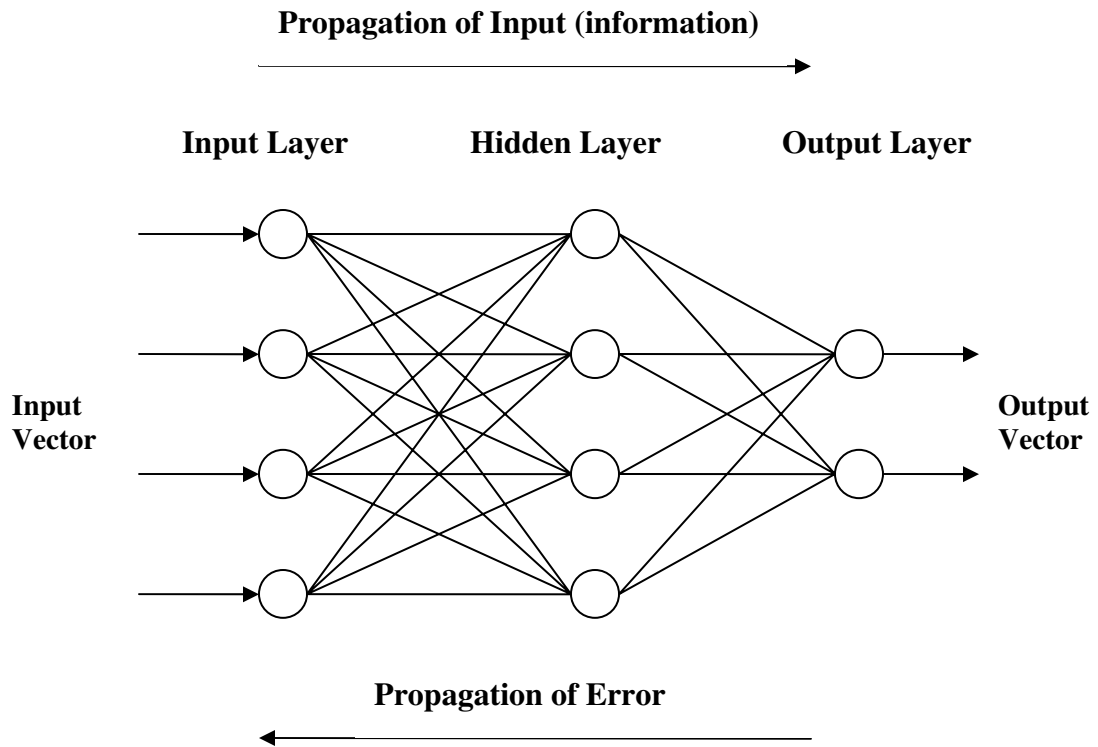 Propagation of Input (information)
Input Layer
Hidden Layer
Output Layer
Input
Vector
Output
Vector
Propagation of Error